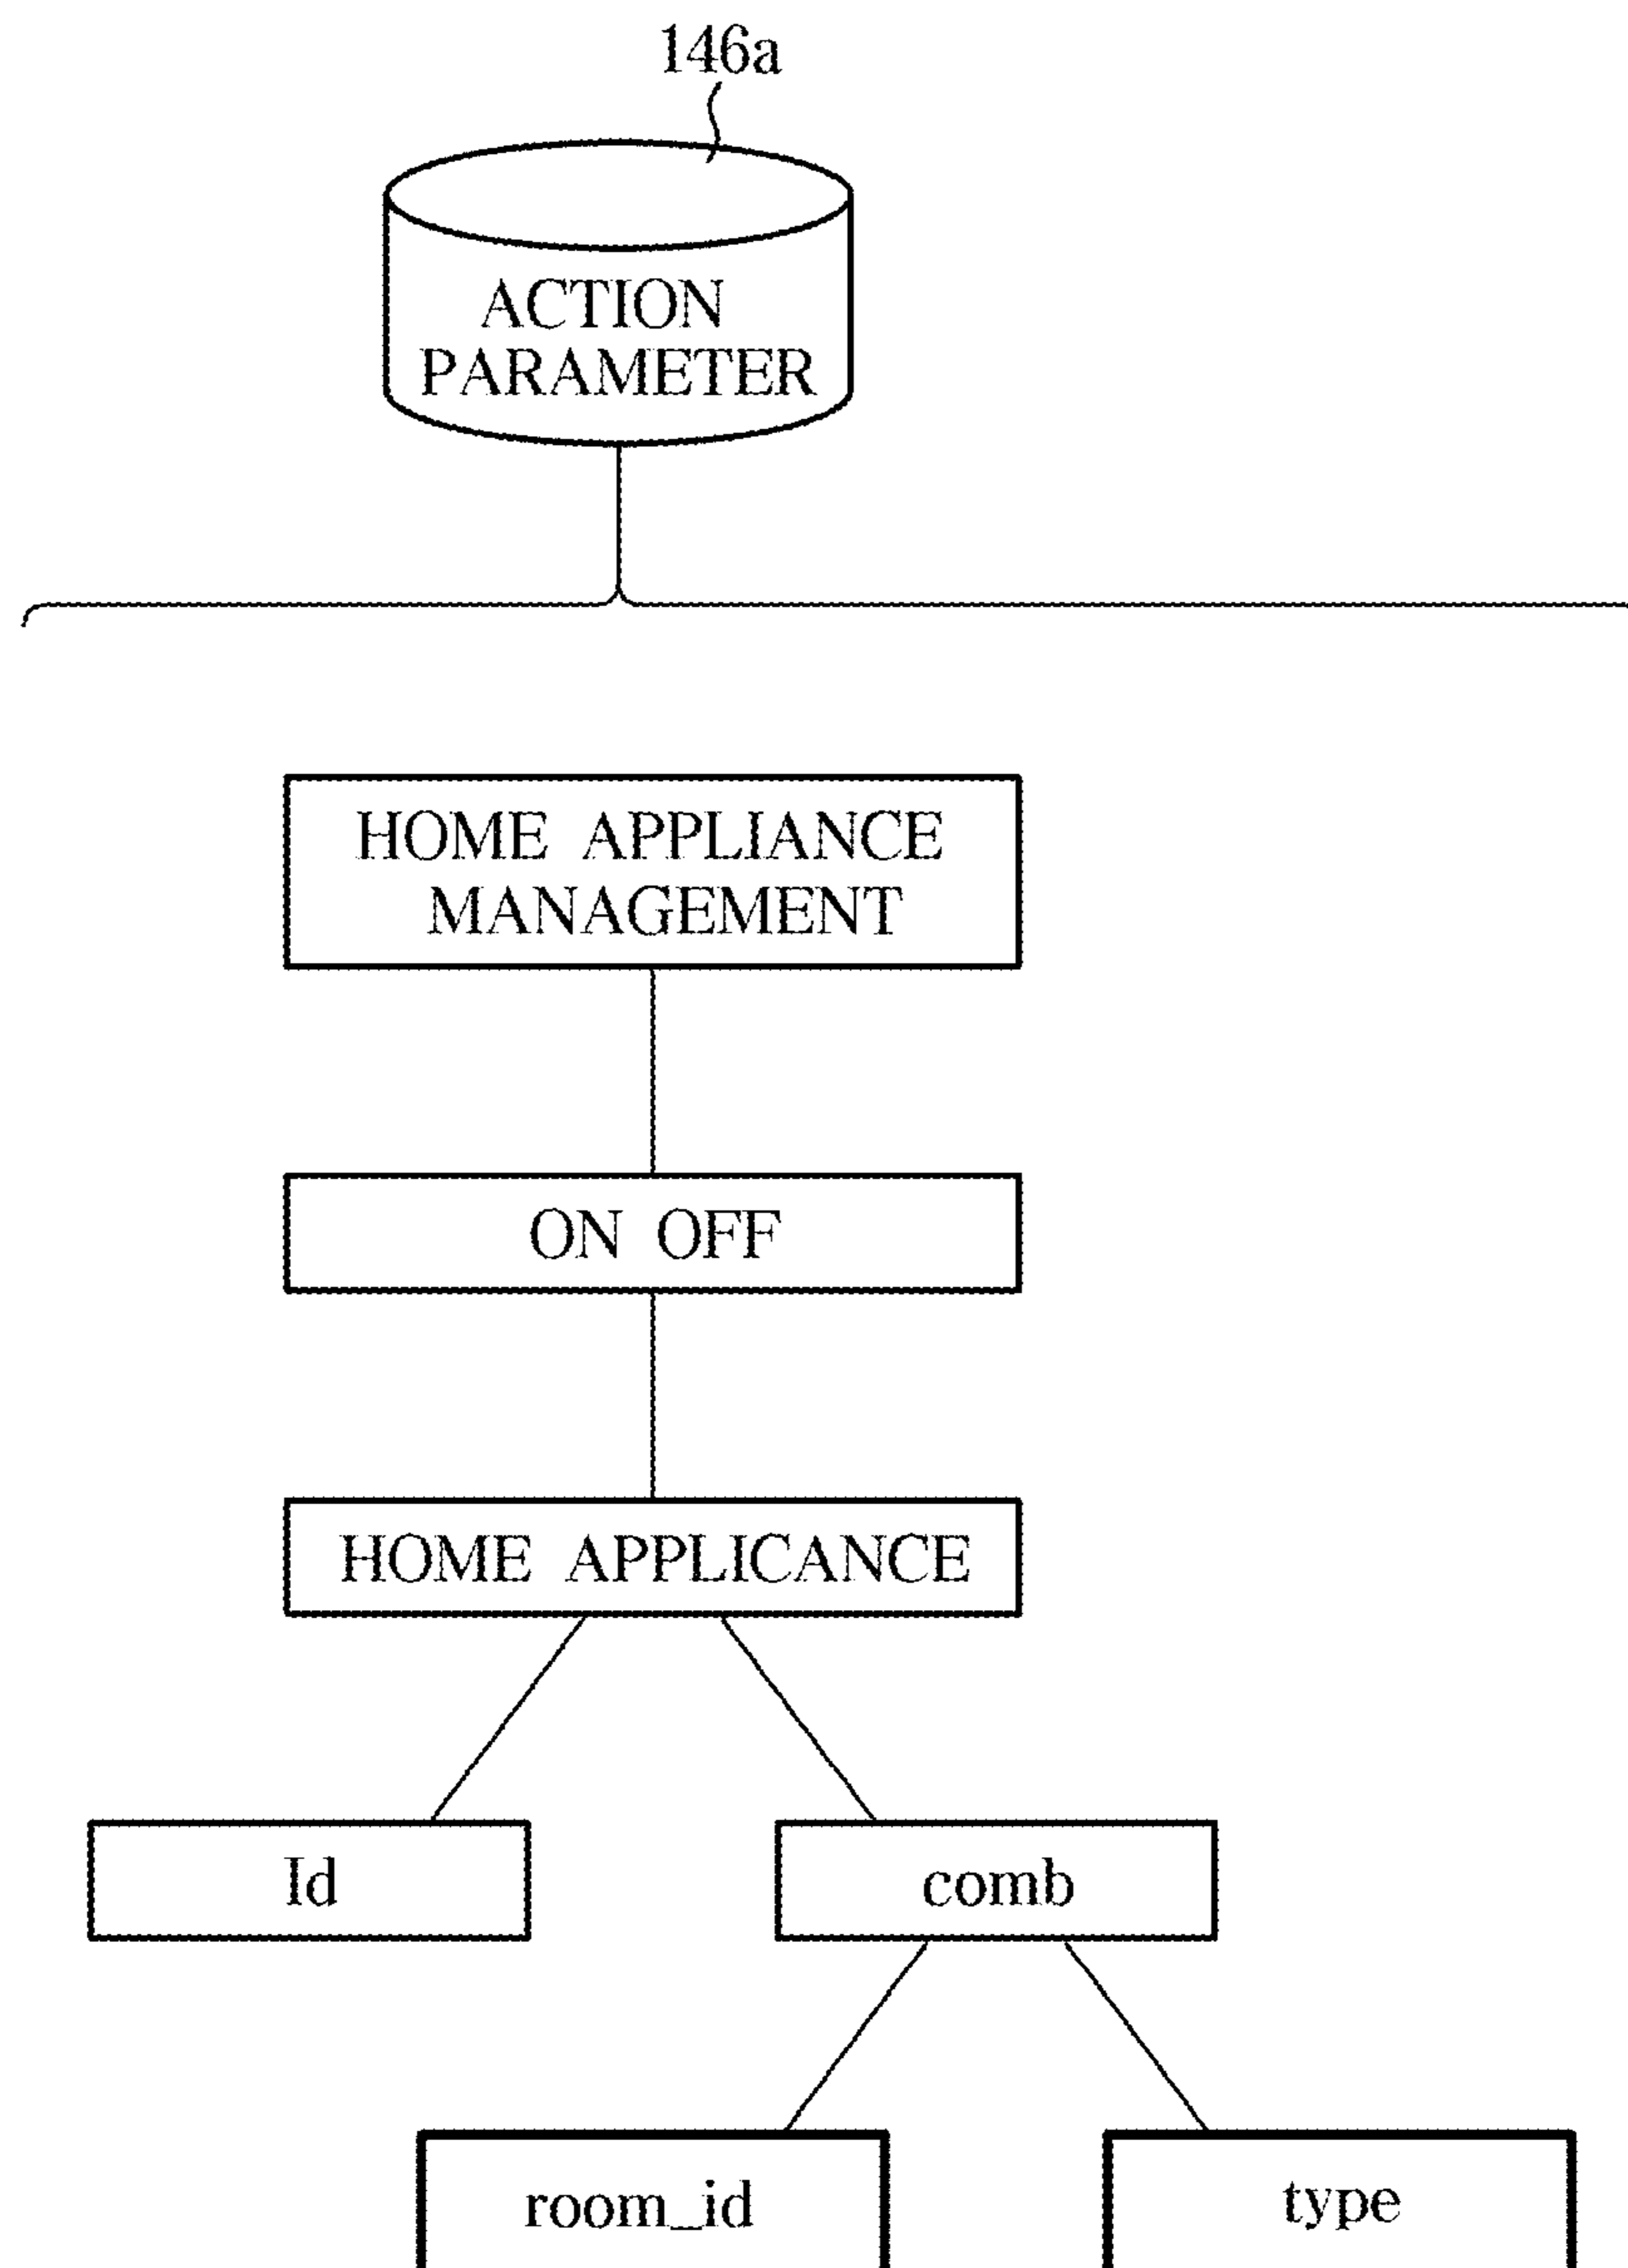 146a
ACTION
PARAMETER
HOME APPLIANCE
MANAGEMENT
ON OFF
HOME APPLICANCE
Id
comb
room_id
type